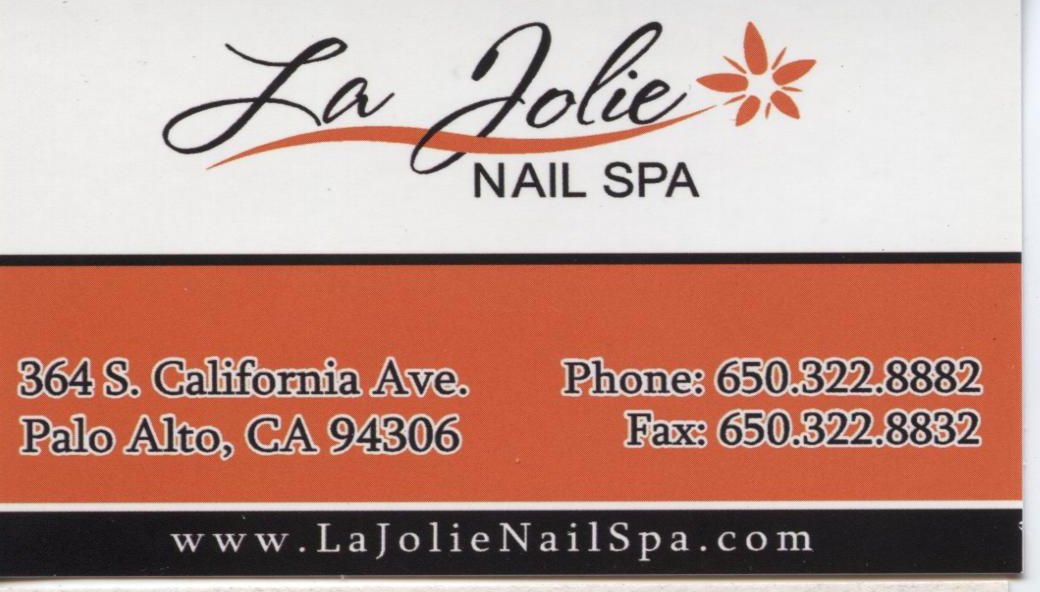 La Jolie
NAIL SPA
364 S. California Ave.
Palo Alto, CA 94306
Phone: 650.322.8882
Fax: 650.322.8832
www.LaJolieNailSpa.com